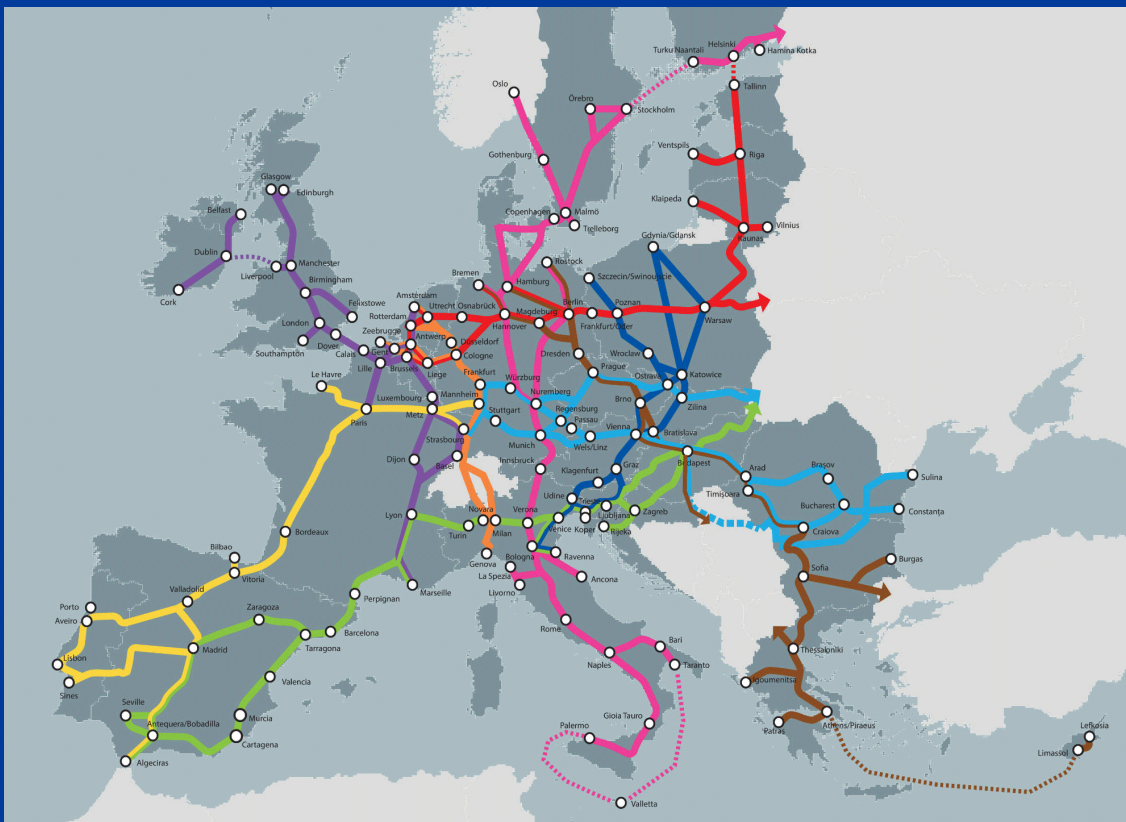 Turku Naantali
Helsinki
Hamina Kotka
Oslo
Örebro
Stockholm
Tallinn
Ventspils
Riga
Gothenburg
Glasgow
Edinburgh
Klaipeda
Belfast
Copenhagen
Malmö
Trelleborg
Vilnius
Kaunas
Gdynia/Gdansk
Dublin
Manchester
Liverpool
Cork
Birmingham
Rostock
Bremen
Hamburg
Szczecin/Swinoujscie
Felixstowe
Amsterdam
Utrecht
Osnabrück
Magdeburg
Berlin
Poznan
Rotterdam
London
Zeebrugge
Hannover
Frankfurt/Oder
Warsaw
Dover
Southampton
Calais
Gent
Antwerp
Düsseldorf
Cologne
Dresden
Wroclaw
Lille
Brussels
Liege
Frankfurt
Prague
Katowice
Le Havre
Würzburg
Ostrava
Luxembourg
Mannheim
Nuremberg
Brno
Zilina
Paris
Metz
Stuttgart
Regensburg
Passau
Vienna
Bratislava
Strasbourg
Munich
Wels/Linz
Dijon
Basel
Innsbruck
Klagenfurt
Graz
Budapest
Arad
Braşov
Sulina
Udine
Timişoara
Lyon
Novara
Verona
Trieste
Ljubljana
Zagreb
Bucharest
Constanţa
Turin
Milan
Venice
Koper
Rijeka
Craiova
Bordeaux
Bilbao
Genova
Bologna
Ravenna
Vitoria
La Spezia
Ancona
Sofia
Burgas
Marseille
Livorno
Valladolid
Perpignan
Porto
Aveiro
Zaragoza
Rome
Barcelona
Madrid
Tarragona
Bari
Thessaloniki
Lisbon
Naples
Taranto
Sines
Valencia
Igoumenitsa
Seville
Murcia
Antequera/Bobadilla
Gioia Tauro
Palermo
Patras
Athens/Piraeus
Lefkosia
Cartagena
Limassol
Algeciras
Valletta